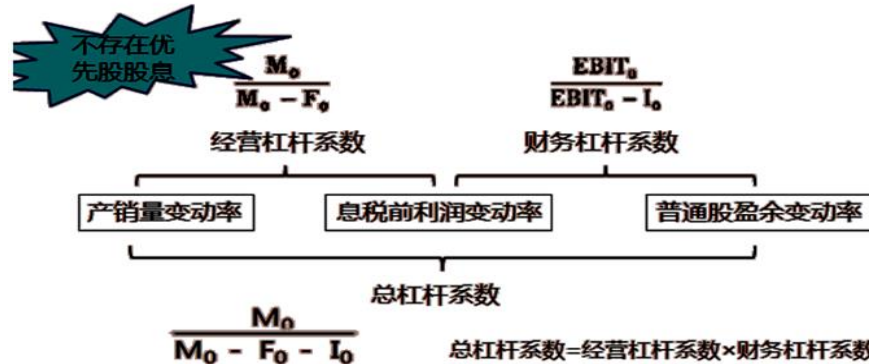 不存在优
先股股息
M₀
M₀ - F₀
EBIT₀
EBIT₀ - I₀
经营杠杆系数
财务杠杆系数
产销量变动率
息税前利润变动率
普通股盈余变动率
总杠杆系数
M₀
M₀ - F₀ - I₀
总杠杆系数=经营杠杆系数×财务杠杆系数